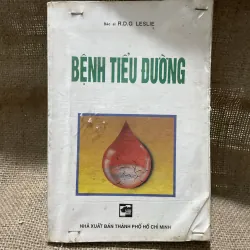 Bác sĩ R.D.G LESLIE
BỆNH TIỂU ĐƯỜNG
NHÀ XUẤT BẢN THÀNH PHỐ HỒ CHÍ MINH